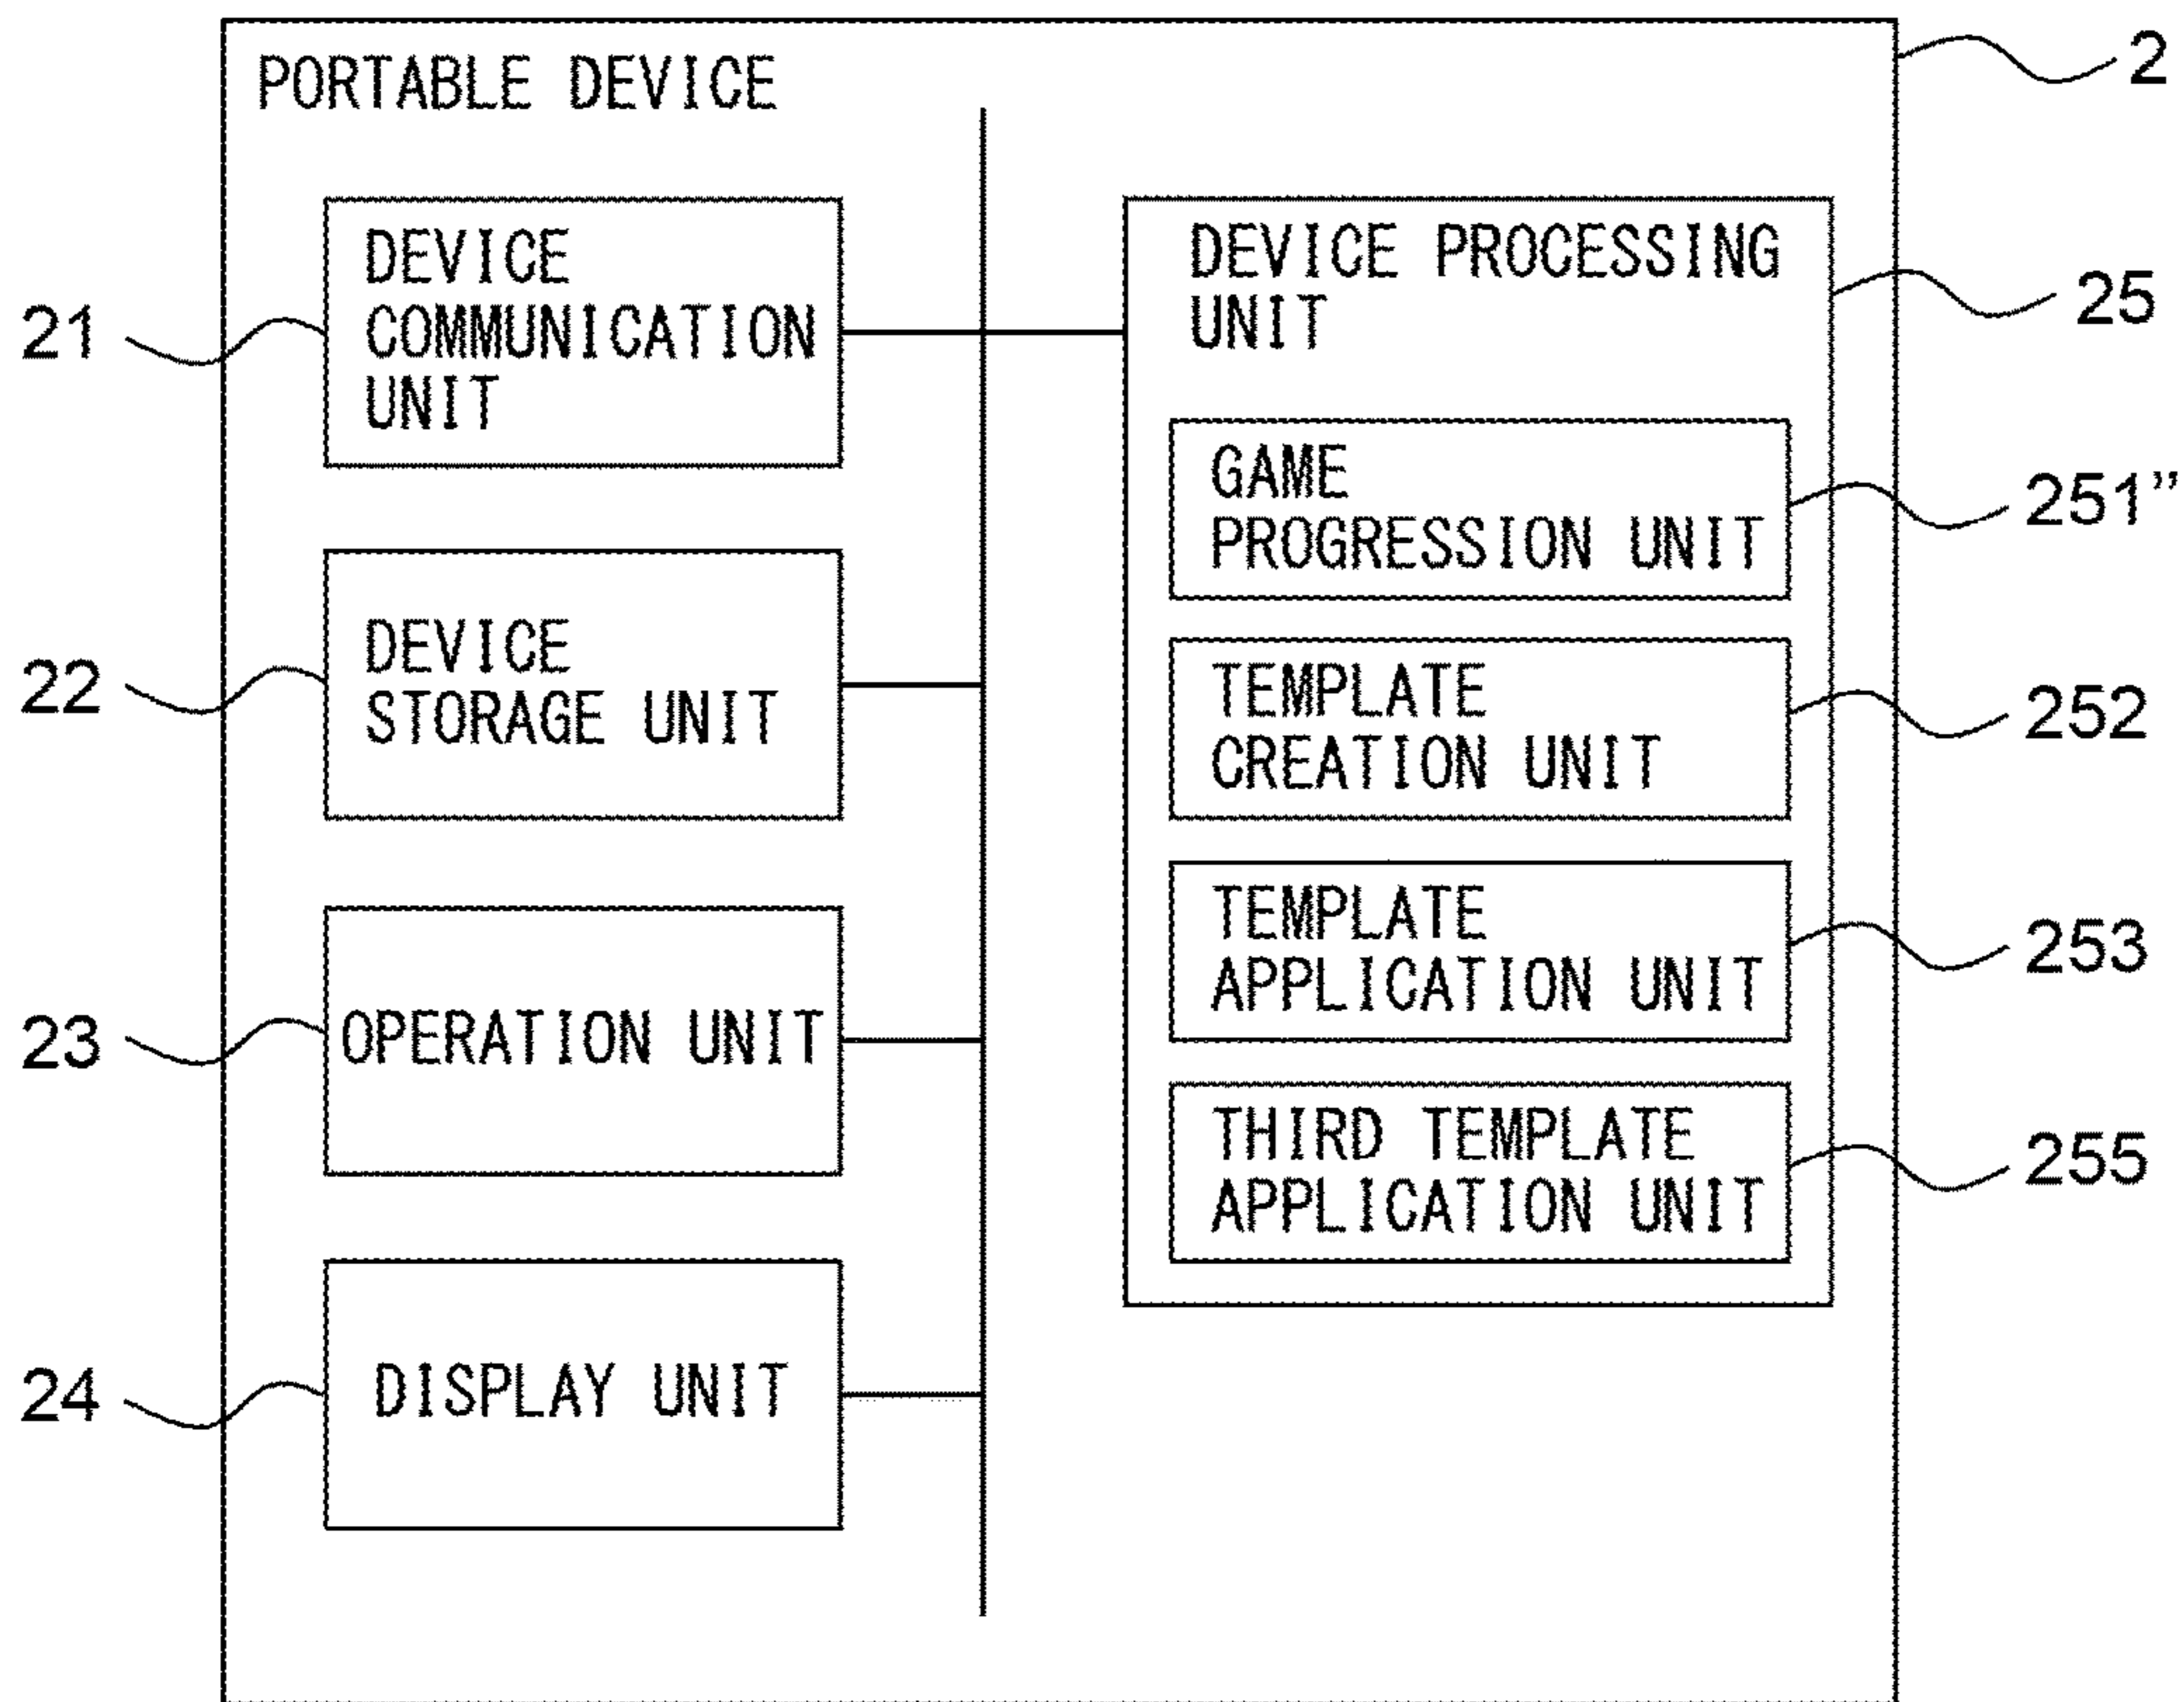 PORTABLE DEVICE
2
21
DEVICE
COMMUNICATION
UNIT
22
DEVICE
STORAGE UNIT
23
OPERATION UNIT
24
DISPLAY UNIT
DEVICE PROCESSING
UNIT
25
GAME
PROGRESSION UNIT
251”
TEMPLATE
CREATION UNIT
252
TEMPLATE
APPLICATION UNIT
253
THIRD TEMPLATE
APPLICATION UNIT
255